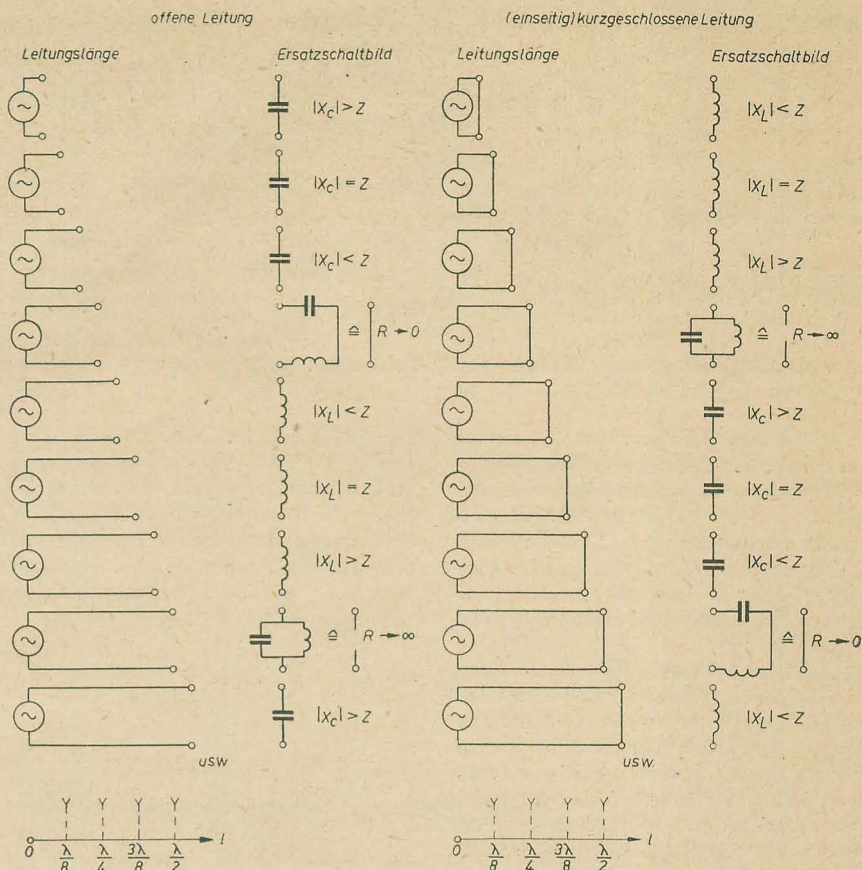 offene Leitung
(einseitig) kurzgeschlossene Leitung
Leitungslänge Ersatzschaltbild Leitungslänge Ersatzschaltbild
|X_C| > Z |X_L| < Z
|X_C| = Z |X_L| = Z
|X_C| < Z |X_L| > Z
≙ R → 0 ≙ R → ∞
|X_L| < Z |X_C| > Z
|X_L| = Z |X_C| = Z
|X_L| > Z |X_C| < Z
≙ R → ∞ ≙ R → 0
|X_C| > Z |X_L| < Z
usw usw.
0 λ/8 λ/4 3λ/8 λ/2 l 0 λ/8 λ/4 3λ/8 λ/2 l